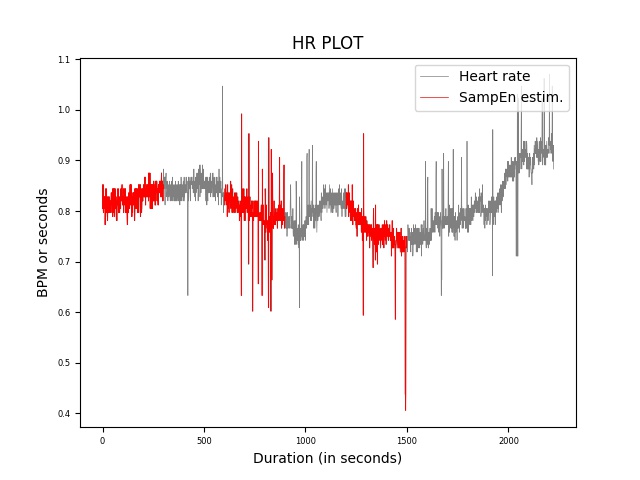 HR PLOT
Heart rate
SampEn estim.
BPM or seconds
1.1
1.0
0.9
0.8
0.7
0.6
0.5
0.4
0
500
1000
1500
2000
Duration (in seconds)